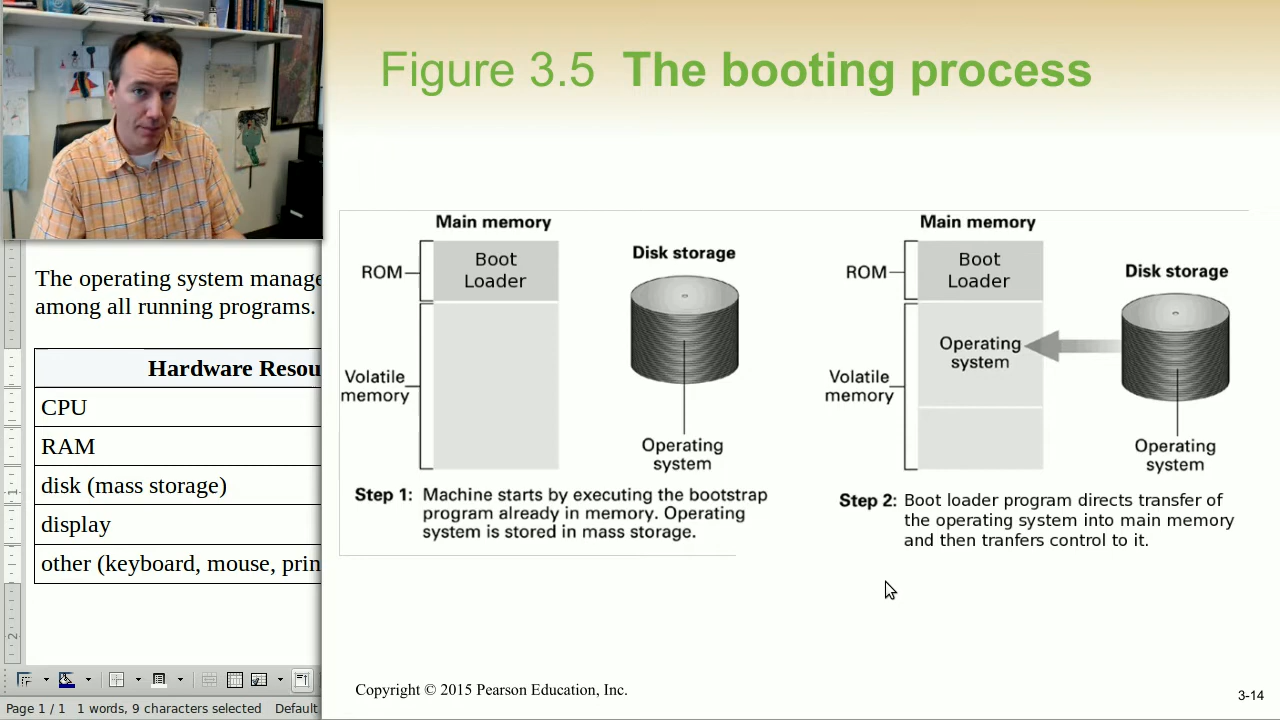 Figure 3.5 The booting process
Main memory
ROM
Boot
Loader
Volatile
memory
Disk storage
Operating
system
Step 1: Machine starts by executing the bootstrap
program already in memory. Operating
system is stored in mass storage.
Main memory
ROM
Boot
Loader
Operating
system
Volatile
memory
Disk storage
Operating
system
Step 2: Boot loader program directs transfer of
the operating system into main memory
and then tranfers control to it.
Copyright © 2015 Pearson Education, Inc.
3-14
The operating system manage
among all running programs.
Hardware Resou
CPU
RAM
disk (mass storage)
display
other (keyboard, mouse, prin
1
2
Page 1 / 1 1 words, 9 characters selected Default